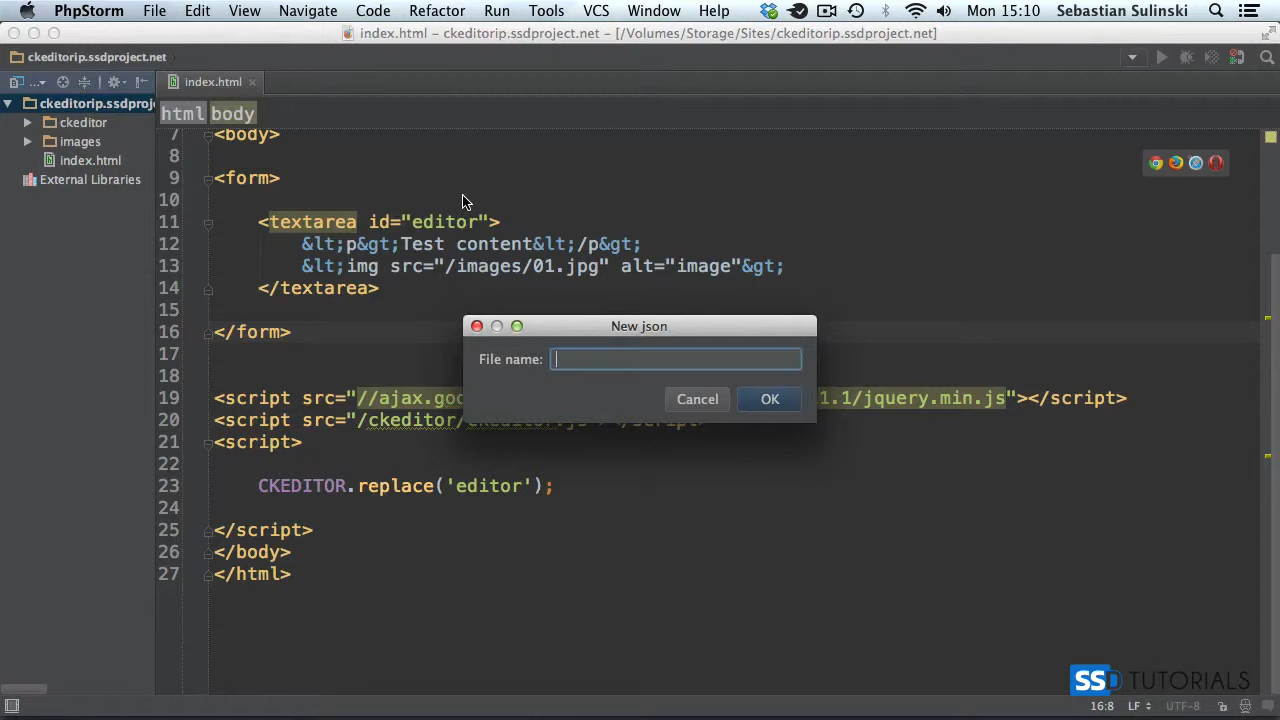 PhpStorm File Edit View Navigate Code Refactor Run Tools VCS Window Help Mon 15:10 Sebastian Sulinski
index.html – ckeditorip.ssdproject.net – [/Volumes/Storage/Sites/ckeditorip.ssdproject.net]
ckeditorip.ssdproject.net
... index.html
ckeditorip.ssdproj
html body
ckeditor
images
index.html
External Libraries
7 <body>
8
9 <form>
10
11 <textarea id="editor">
12 &lt;p&gt;Test content&lt;/p&gt;
13 &lt;img src="/images/01.jpg" alt="image"&gt;
14 </textarea>
15
16 </form>
17
18
19 <script src="//ajax.goo 1.1/jquery.min.js"></script>
20 <script src="/ckeditor/ckeditor.js"></script>
21 <script>
22
23 CKEDITOR.replace('editor');
24
25 </script>
26 </body>
27 </html>
New json
File name:
Cancel OK
SSD TUTORIALS
16:8 LF UTF-8